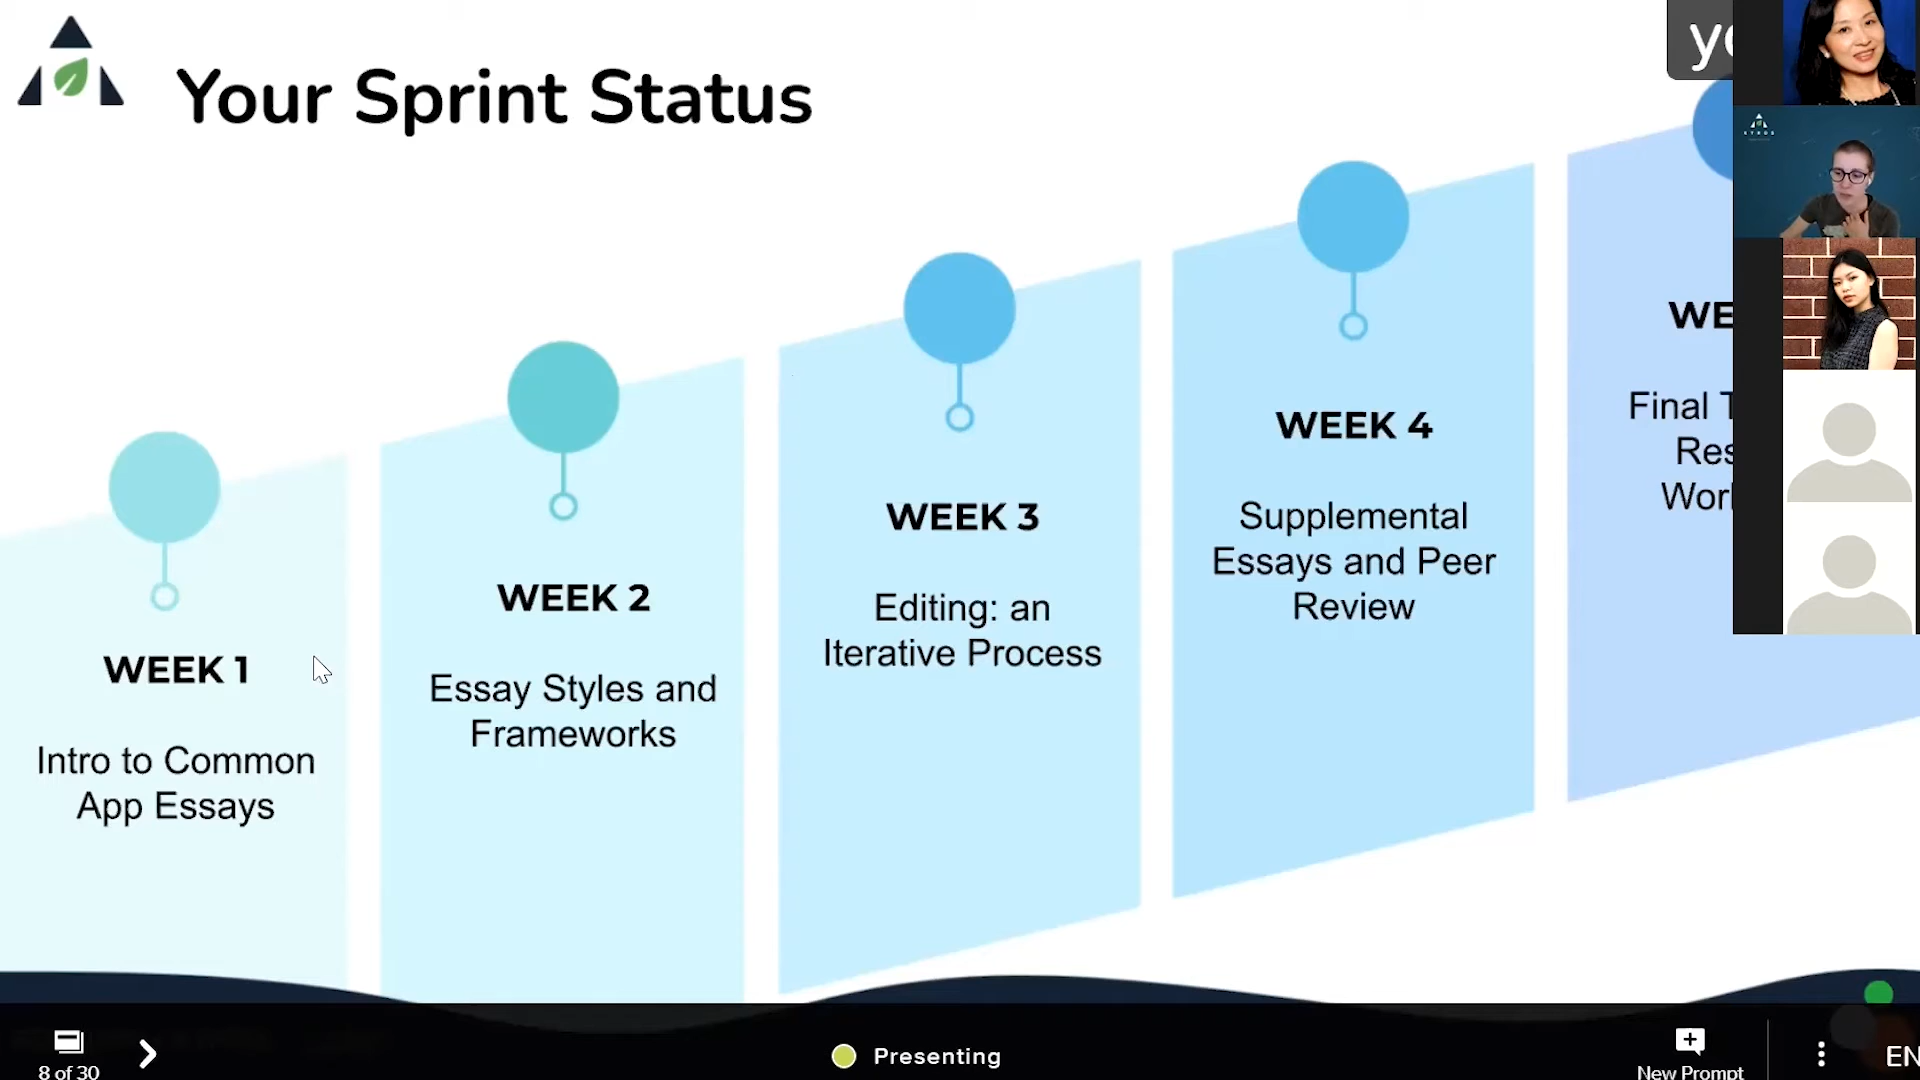 Your Sprint Status
WEEK 1
Intro to Common
App Essays
WEEK 2
Essay Styles and
Frameworks
WEEK 3
Editing: an
Iterative Process
WEEK 4
Supplemental
Essays and Peer
Review
Final
8 of 30
Presenting
New Prompt
EN